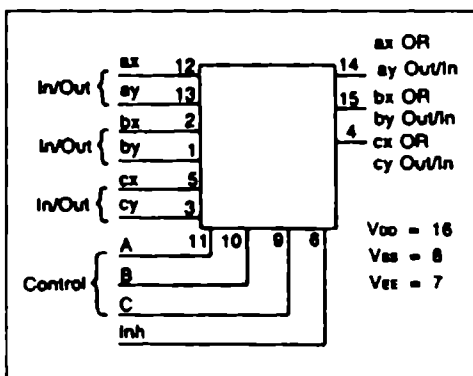 ax OR
ax 12 14 ay Out/In
In/Out
ay 13 15 bx OR
bx 2 by Out/In
In/Out
by 1 4 cx OR
cx 5 cy Out/In
In/Out
cy 3
11 10 9 6
VDD = 16
VSS = 8
VEE = 7
A
Control B
C
Inh